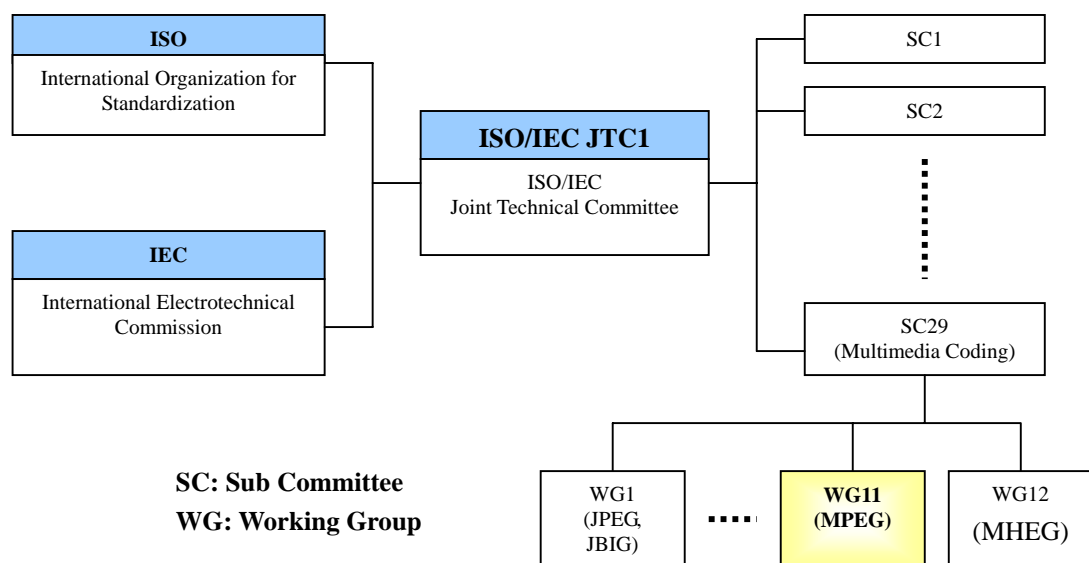 ISO
International Organization for
Standardization
IEC
International Electrotechnical
Commission
ISO/IEC JTC1
ISO/IEC
Joint Technical Committee
SC1
SC2
SC29
(Multimedia Coding)
WG1
(JPEG,
JBIG)
WG11
(MPEG)
WG12
(MHEG)
SC: Sub Committee
WG: Working Group